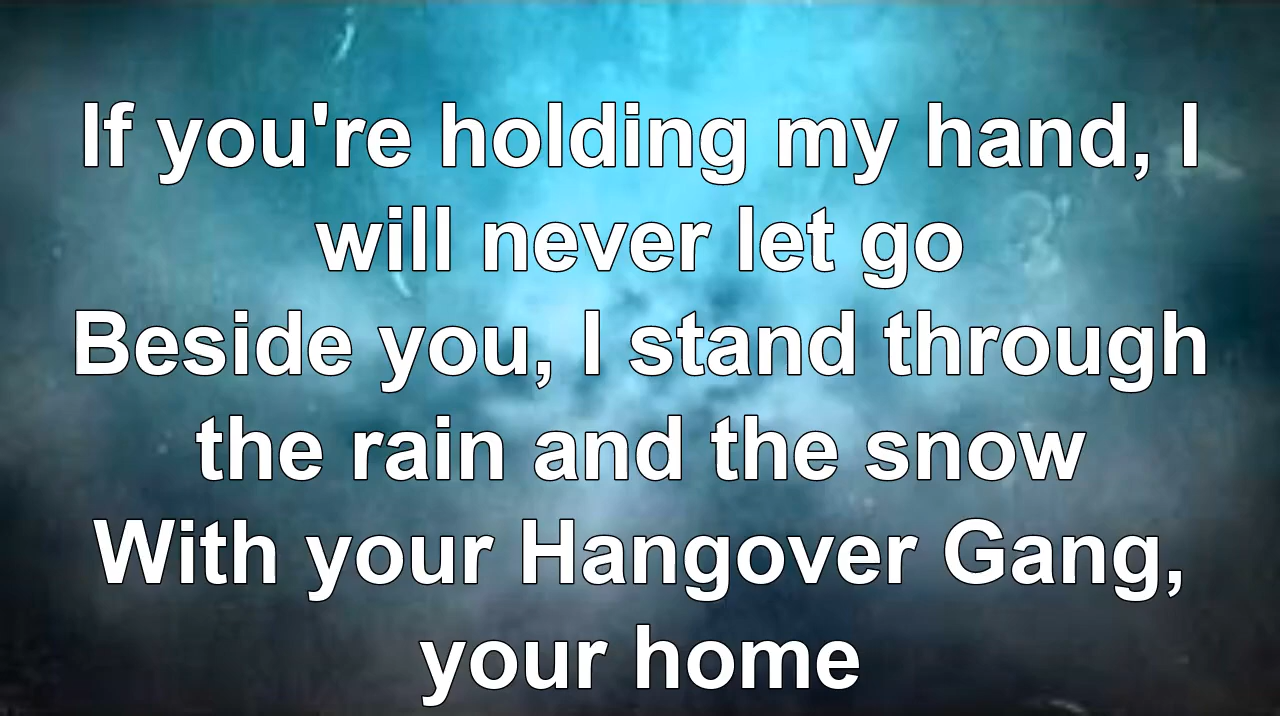 If you're holding my hand, I
will never let go
Beside you, I stand through
the rain and the snow
With your Hangover Gang,
your home